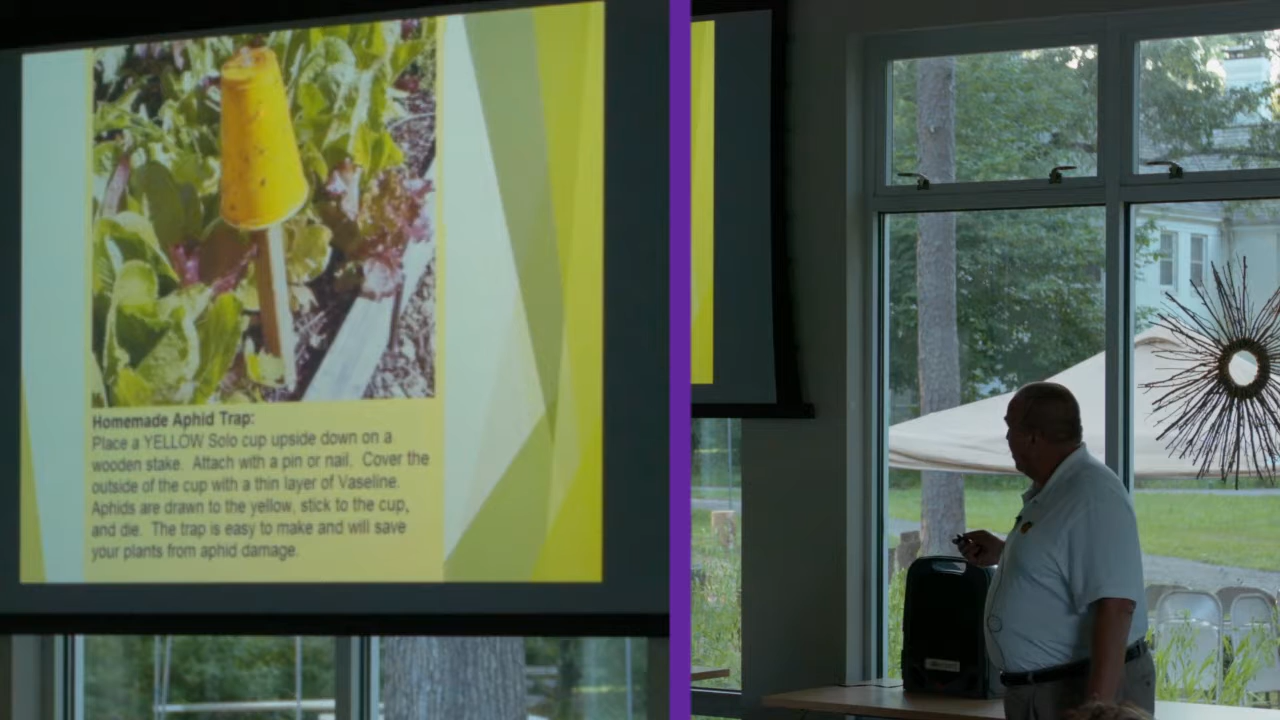 Homemade Aphid Trap:
Place a YELLOW Solo cup upside down on a
wooden stake. Attach with a pin or nail. Cover the
outside of the cup with a thin layer of Vaseline.
Aphids are drawn to the yellow, stick to the cup,
and die. The trap is easy to make and will save
your plants from aphid damage.